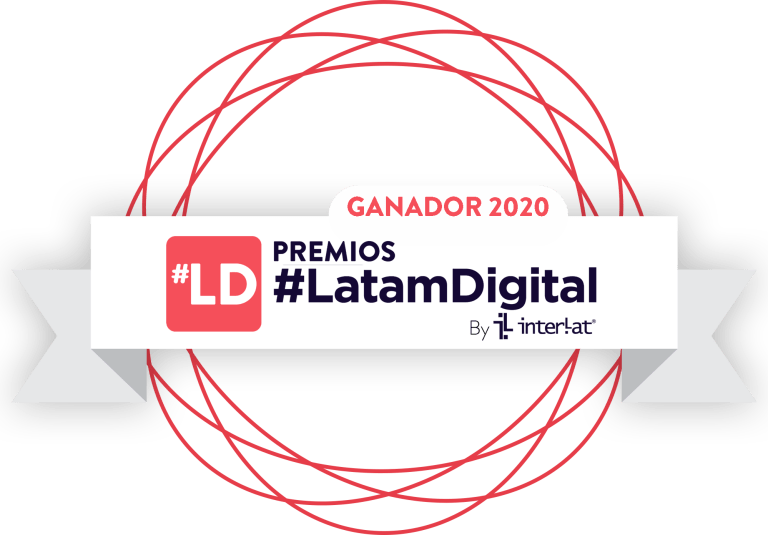 GANADOR 2020
#LD
PREMIOS
#LatamDigital
By interlat®